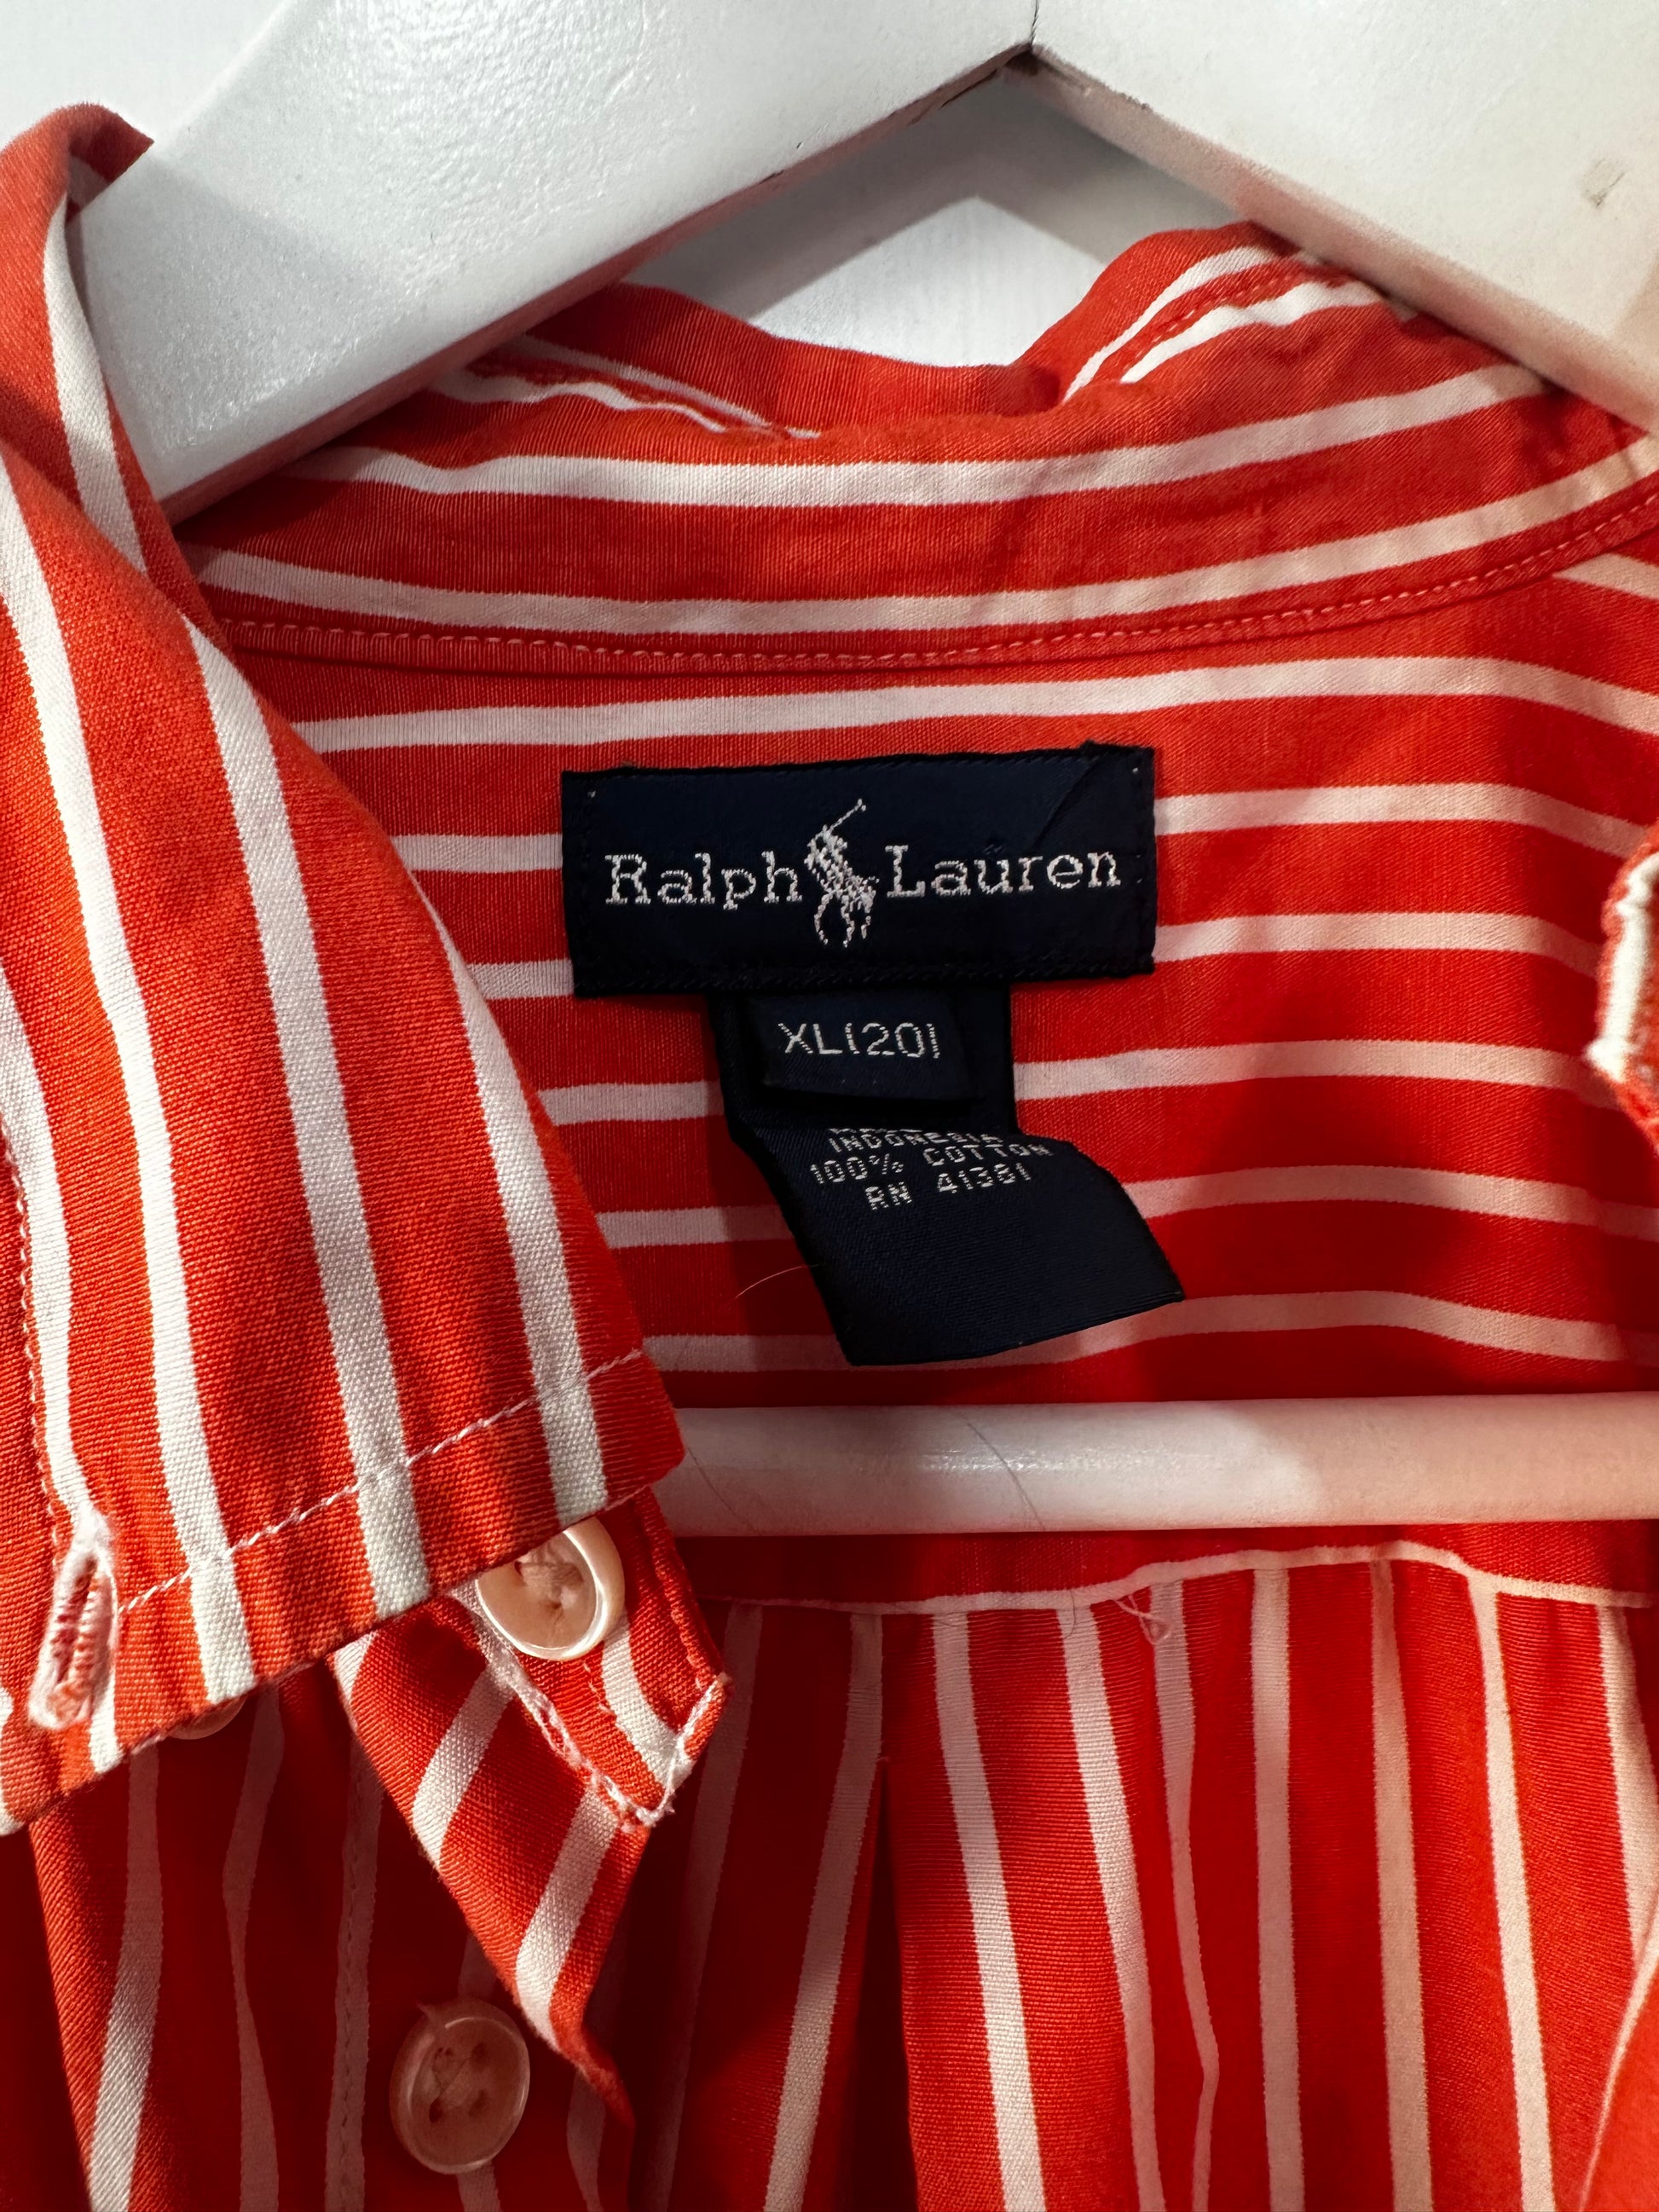 Ralph Lauren
XL(20)
INDONESIA
100% COTTON
RN 41381